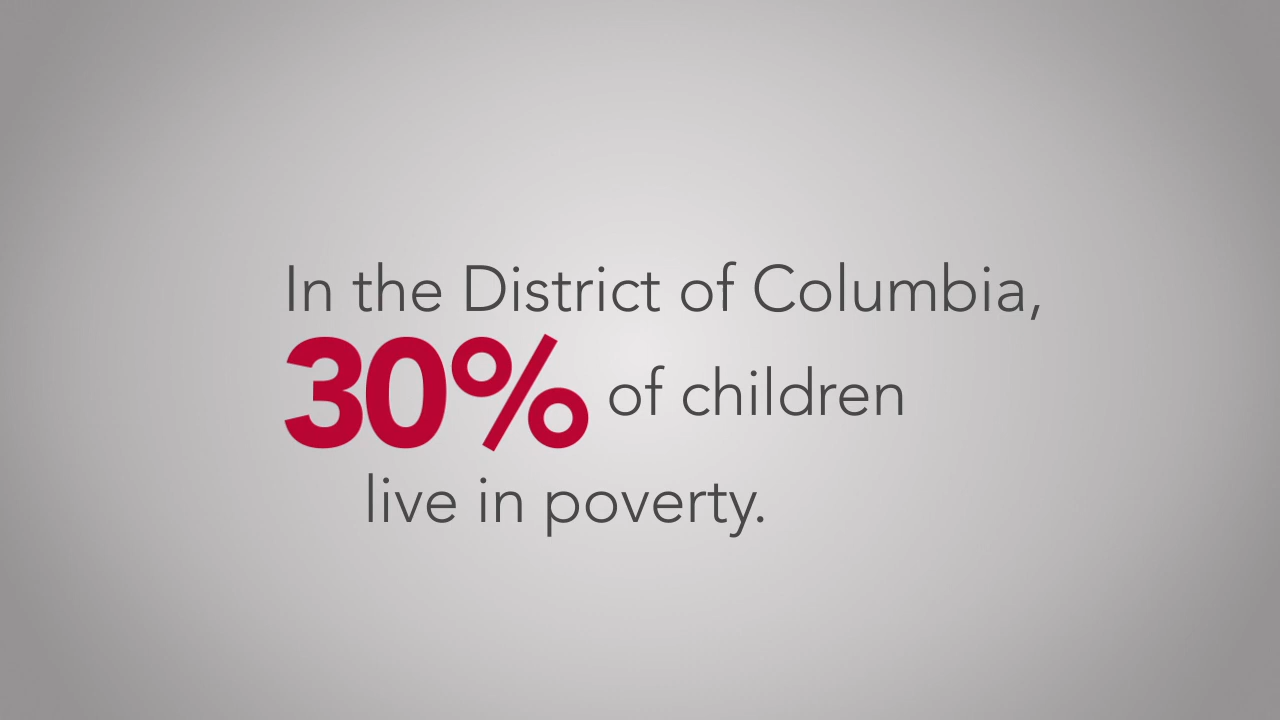 In the District of Columbia,
30% of children
live in poverty.